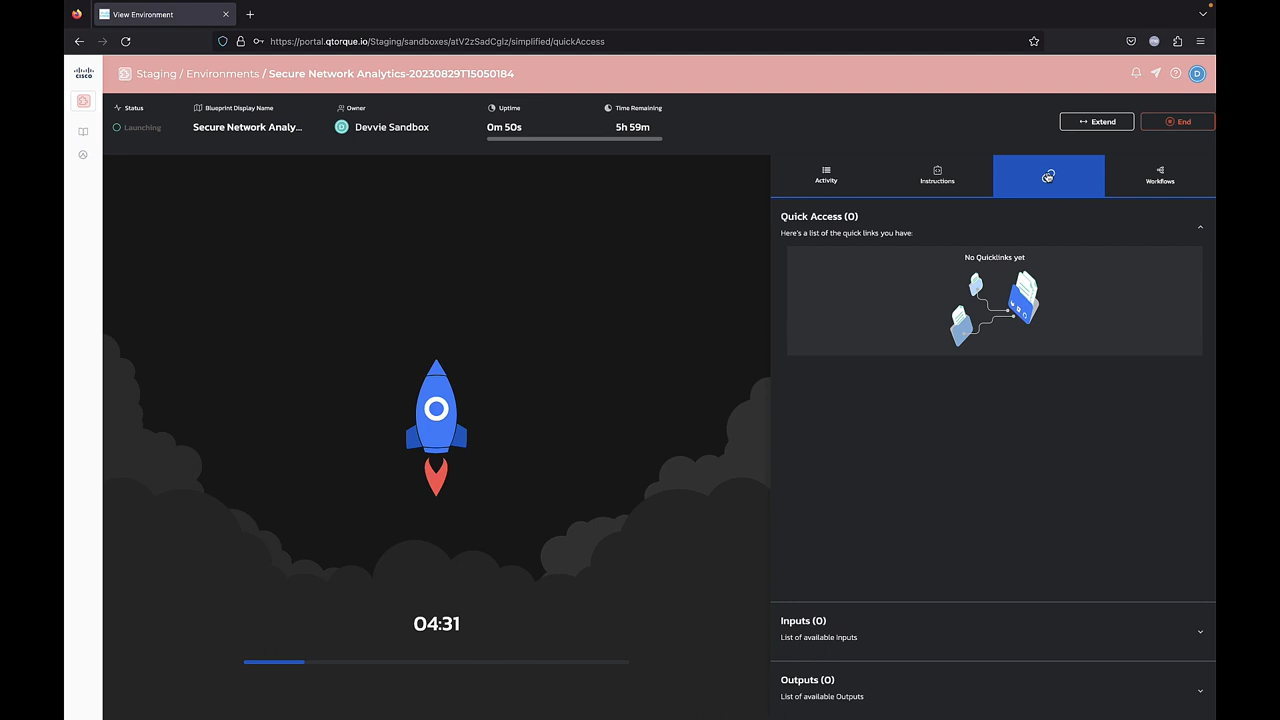 View Environment
https://portal.qtorque.io/Staging/sandboxes/atV2zSadCglz/simplified/quickAccess
CISCO
Staging / Environments / Secure Network Analytics-20230829T15050184
D
Status
Launching
Blueprint Display Name
Secure Network Analy...
Owner
D
Devvie Sandbox
Uptime
0m 50s
Time Remaining
5h 59m
Extend
End
Activity
Instructions
Workflows
Quick Access (0)
Here's a list of the quick links you have:
No Quicklinks yet
04:31
Inputs (0)
List of available Inputs
Outputs (0)
List of available Outputs